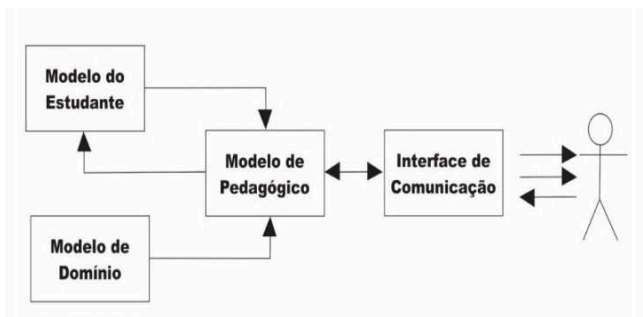 Modelo do
Estudante
Modelo de
Pedagógico
Interface de
Comunicação
Modelo de
Domínio